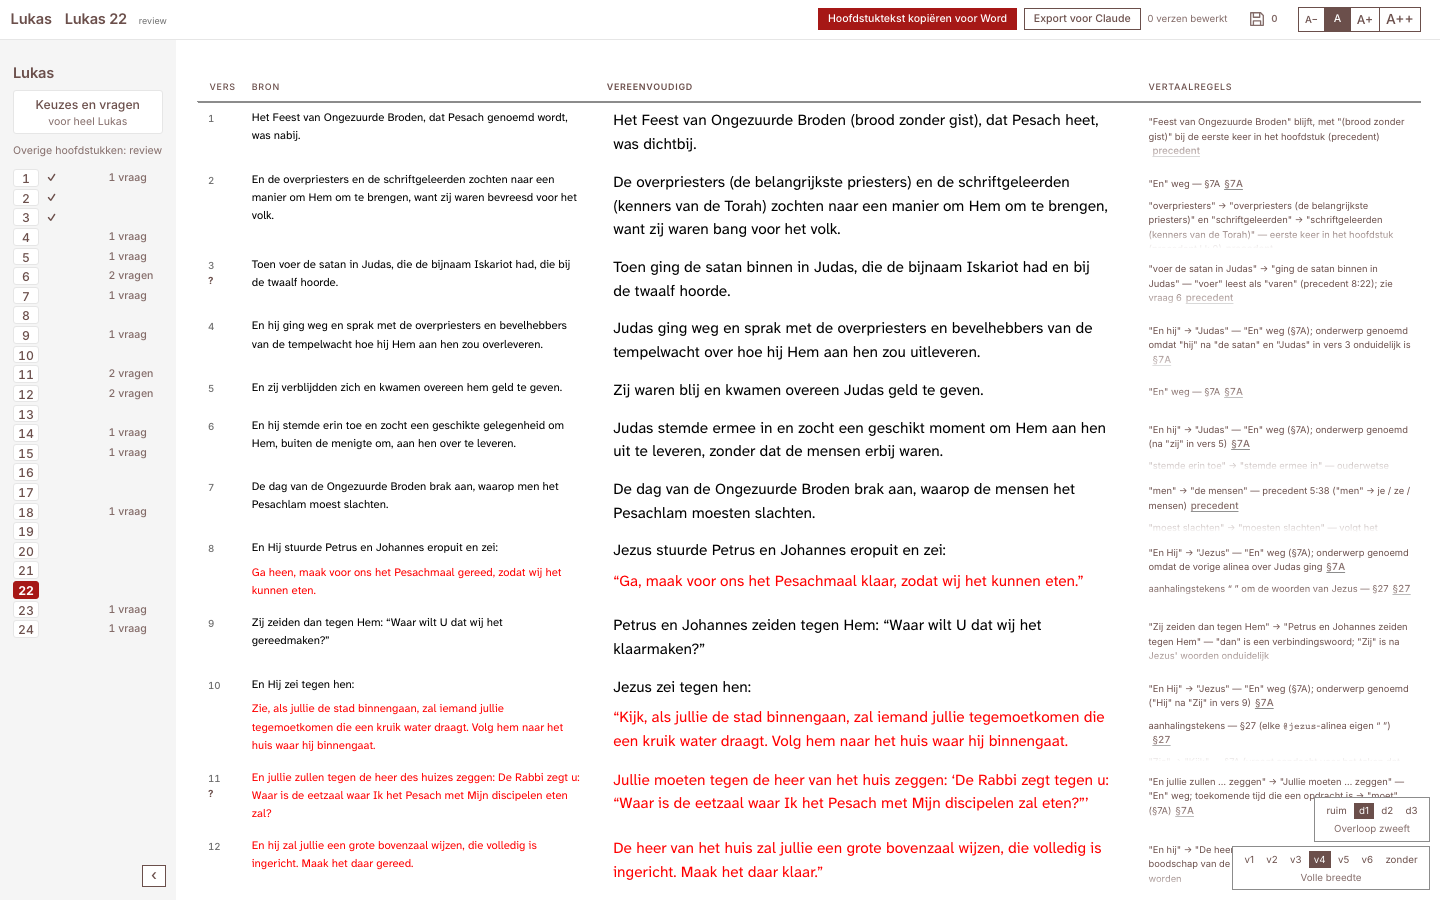 Lukas Lukas 22 review
Hoofdstuktekst kopiëren voor Word Export voor Claude 0 verzen bewerkt 0 A− A A+ A++
Lukas
Keuzes en vragen
voor heel Lukas
Overige hoofdstukken: review
1 ✓ 1 vraag
2 ✓
3 ✓
4 1 vraag
5 1 vraag
6 2 vragen
7 1 vraag
8
9 1 vraag
10
11 2 vragen
12 2 vragen
13
14 1 vraag
15 1 vraag
16
17
18 1 vraag
19
20
21
22
23 1 vraag
24 1 vraag
VERS BRON VEREENVOUDIGD VERTAALREGELS
1
Het Feest van Ongezuurde Broden, dat Pesach genoemd wordt,
was nabij.
Het Feest van Ongezuurde Broden (brood zonder gist), dat Pesach heet,
was dichtbij.
"Feest van Ongezuurde Broden" blijft, met "(brood zonder
gist)" bij de eerste keer in het hoofdstuk (precedent)
precedent
2
En de overpriesters en de schriftgeleerden zochten naar een
manier om Hem om te brengen, want zij waren bevreesd voor het
volk.
De overpriesters (de belangrijkste priesters) en de schriftgeleerden
(kenners van de Torah) zochten naar een manier om Hem om te brengen,
want zij waren bang voor het volk.
"En" weg — §7A §7A
"overpriesters" → "overpriesters (de belangrijkste
priesters)" en "schriftgeleerden" → "schriftgeleerden
(kenners van de Torah)" — eerste keer in het hoofdstuk
3
?
Toen voer de satan in Judas, die de bijnaam Iskariot had, die bij
de twaalf hoorde.
Toen ging de satan binnen in Judas, die de bijnaam Iskariot had en bij
de twaalf hoorde.
"voer de satan in Judas" → "ging de satan binnen in
Judas" — "voer" leest als "varen" (precedent 8:22); zie
vraag 6 precedent
4
En hij ging weg en sprak met de overpriesters en bevelhebbers
van de tempelwacht hoe hij Hem aan hen zou overleveren.
Judas ging weg en sprak met de overpriesters en bevelhebbers van de
tempelwacht over hoe hij Hem aan hen zou uitleveren.
"En hij" → "Judas" — "En" weg (§7A); onderwerp genoemd
omdat "hij" na "de satan" en "Judas" in vers 3 onduidelijk is
§7A
5
En zij verblijdden zich en kwamen overeen hem geld te geven.
Zij waren blij en kwamen overeen Judas geld te geven.
"En" weg — §7A §7A
6
En hij stemde erin toe en zocht een geschikte gelegenheid om
Hem, buiten de menigte om, aan hen over te leveren.
Judas stemde ermee in en zocht een geschikt moment om Hem aan hen
uit te leveren, zonder dat de mensen erbij waren.
"En hij" → "Judas" — "En" weg (§7A); onderwerp genoemd
(na "zij" in vers 5) §7A
"stemde erin toe" → "stemde ermee in" — ouderwetse
7
De dag van de Ongezuurde Broden brak aan, waarop men het
Pesachlam moest slachten.
De dag van de Ongezuurde Broden brak aan, waarop de mensen het
Pesachlam moesten slachten.
"men" → "de mensen" — precedent 5:38 ("men" → je / ze /
mensen) precedent
"moest slachten" → "moesten slachten" — volgt het
8
En Hij stuurde Petrus en Johannes eropuit en zei:
Ga heen, maak voor ons het Pesachmaal gereed, zodat wij het
kunnen eten.
Jezus stuurde Petrus en Johannes eropuit en zei:
“Ga, maak voor ons het Pesachmaal klaar, zodat wij het kunnen eten.”
"En Hij" → "Jezus" — "En" weg (§7A); onderwerp genoemd
omdat de vorige alinea over Judas ging §7A
aanhalingstekens “ ” om de woorden van Jezus — §27 §27
9
Zij zeiden dan tegen Hem: “Waar wilt U dat wij het
gereedmaken?”
Petrus en Johannes zeiden tegen Hem: “Waar wilt U dat wij het
klaarmaken?”
"Zij zeiden dan tegen Hem" → "Petrus en Johannes zeiden
tegen Hem" — "dan" is een verbindingswoord; "Zij" is na
Jezus' woorden onduidelijk
10
En Hij zei tegen hen:
Zie, als jullie de stad binnengaan, zal iemand jullie
tegemoetkomen die een kruik water draagt. Volg hem naar het
huis waar hij binnengaat.
Jezus zei tegen hen:
“Kijk, als jullie de stad binnengaan, zal iemand jullie tegemoetkomen die
een kruik water draagt. Volg hem naar het huis waar hij binnengaat.
"En Hij" → "Jezus" — "En" weg (§7A); onderwerp genoemd
("Hij" na "Zij" in vers 9) §7A
aanhalingstekens — §27 (elke #jezus-alinea eigen “ ”)
§27
11
?
En jullie zullen tegen de heer des huizes zeggen: De Rabbi zegt u:
Waar is de eetzaal waar Ik het Pesach met Mijn discipelen eten
zal?
Jullie moeten tegen de heer van het huis zeggen: ‘De Rabbi zegt tegen u:
“Waar is de eetzaal waar Ik het Pesach met Mijn discipelen zal eten?”’
"En jullie zullen ... zeggen" → "Jullie moeten ... zeggen" —
"En" weg; toekomende tijd die een opdracht is → "moet"
(§7A) §7A
12
En hij zal jullie een grote bovenzaal wijzen, die volledig is
ingericht. Maak het daar gereed.
De heer van het huis zal jullie een grote bovenzaal wijzen, die volledig is
ingericht. Maak het daar klaar.”
"En hij" → "De heer
boodschap van de
worden
ruim d1 d2 d3
Overloop zweeft
v1 v2 v3 v4 v5 v6 zonder
Volle breedte